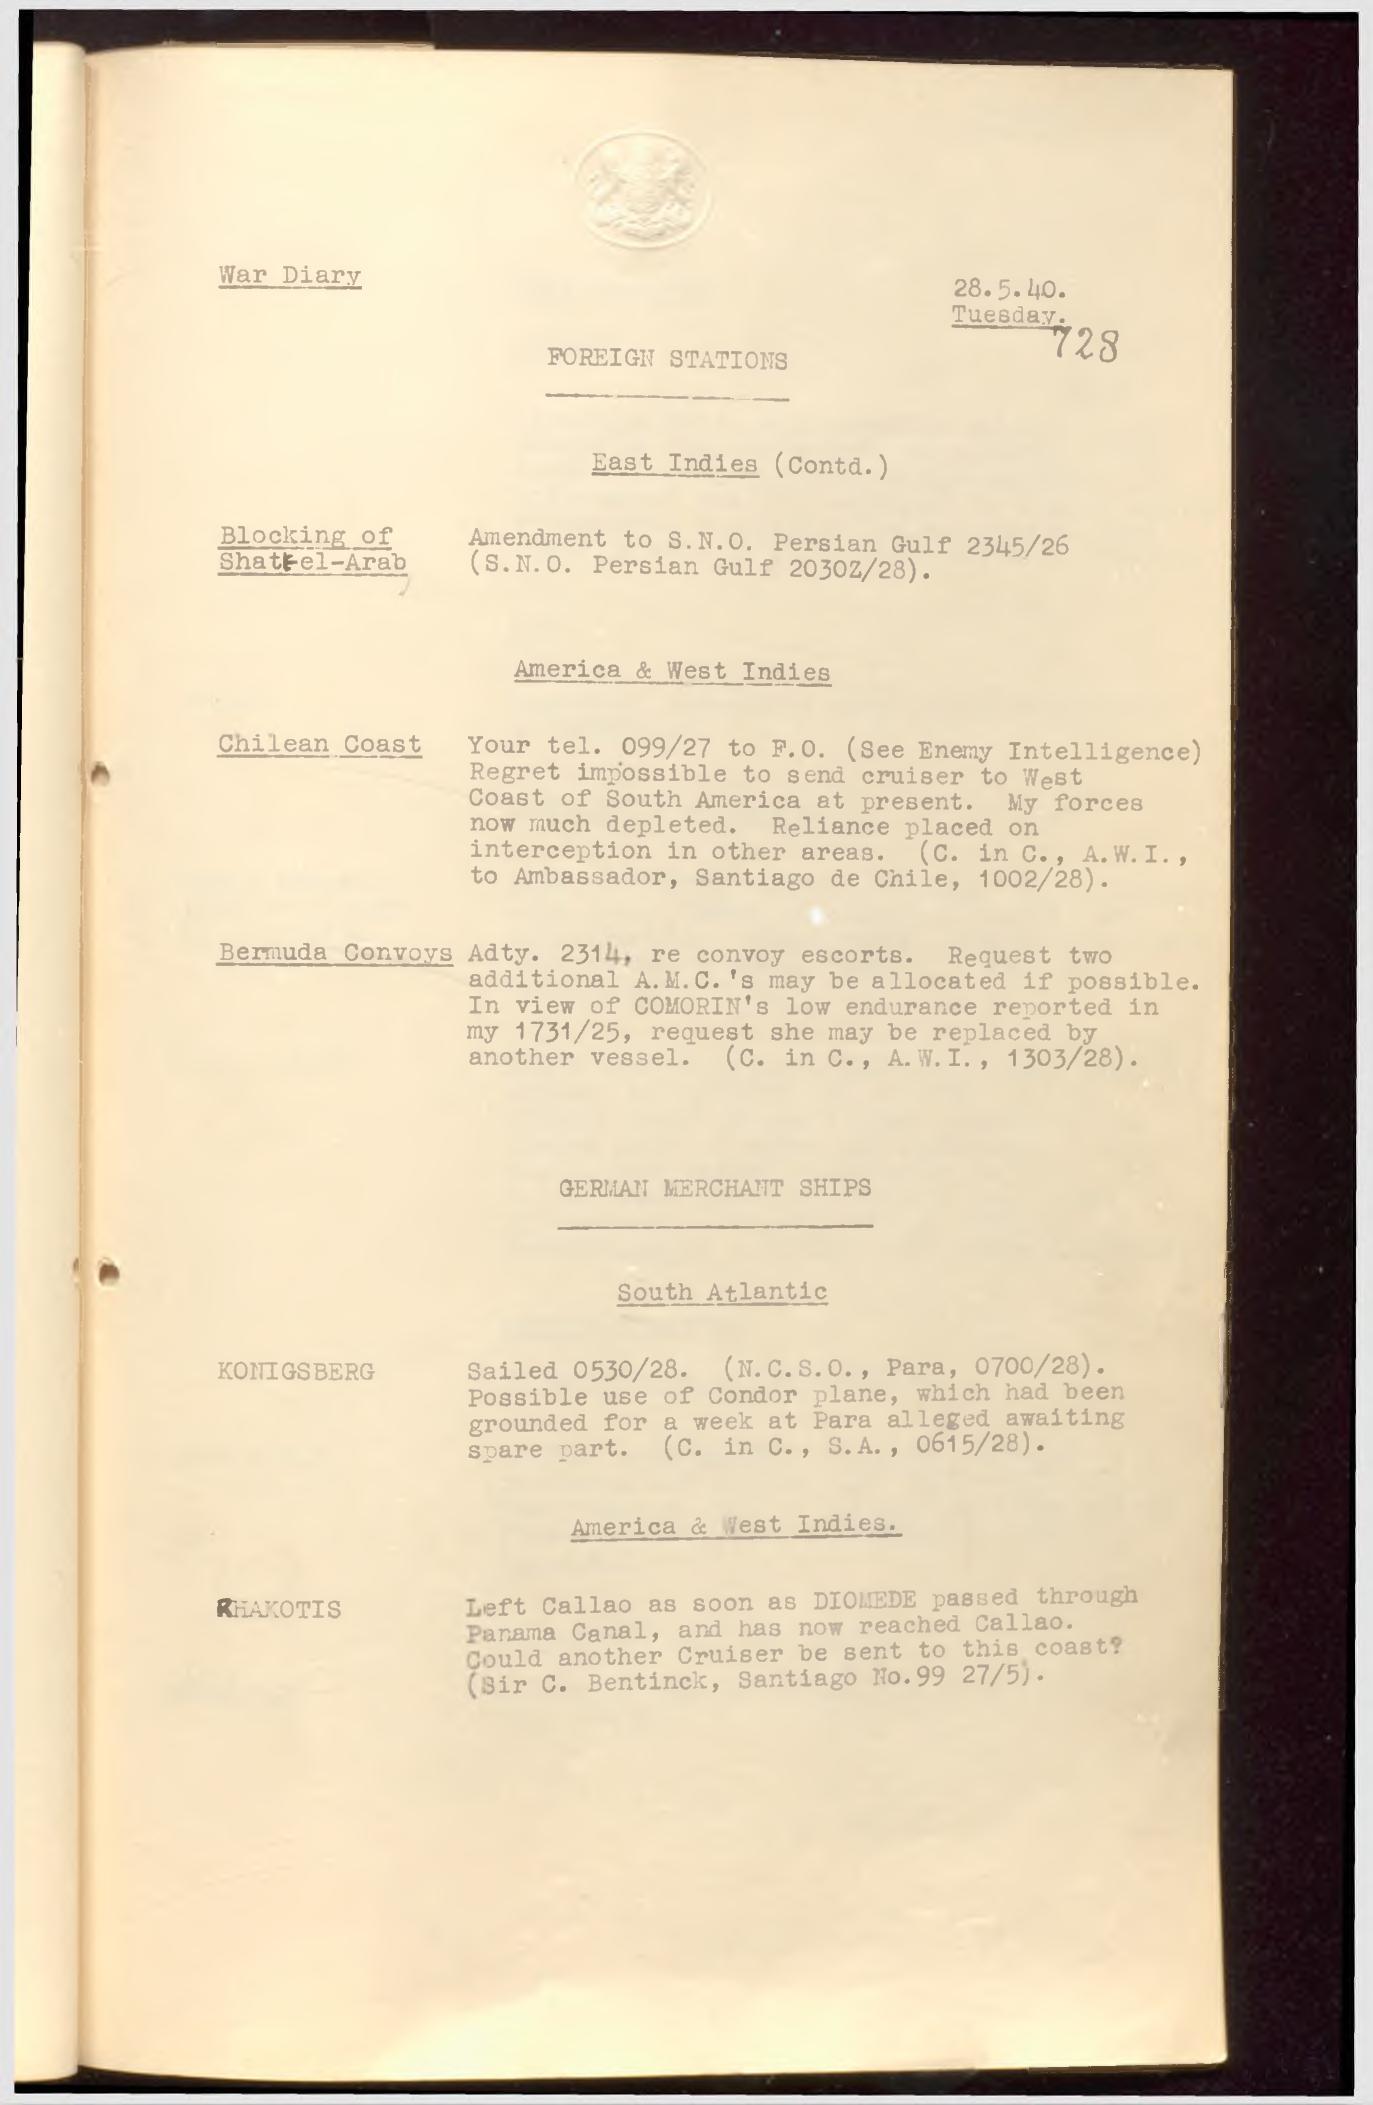 War Diary
28.5.40.
Tuesday.
728
FOREIGN STATIONS
East Indies (Contd.)
Blocking of
Shatt-el-Arab
Amendment to S.N.O. Persian Gulf 2345/26
(S.N.O. Persian Gulf 2030Z/28).
America & West Indies
Chilean Coast
Your tel. 099/27 to F.O. (See Enemy Intelligence)
Regret impossible to send cruiser to West
Coast of South America at present. My forces
now much depleted. Reliance placed on
interception in other areas. (C. in C., A.W.I.,
to Ambassador, Santiago de Chile, 1002/28).
Bermuda Convoys
Adty. 2314, re convoy escorts. Request two
additional A.M.C.'s may be allocated if possible.
In view of COMORIN's low endurance reported in
my 1731/25, request she may be replaced by
another vessel. (C. in C., A.W.I., 1303/28).
GERMAN MERCHANT SHIPS
South Atlantic
KONIGSBERG
Sailed 0530/28. (N.C.S.O., Para, 0700/28).
Possible use of Condor plane, which had been
grounded for a week at Para alleged awaiting
spare part. (C. in C., S.A., 0615/28).
America & West Indies.
RHAKOTIS
Left Callao as soon as DIOMEDE passed through
Panama Canal, and has now reached Callao.
Could another Cruiser be sent to this coast?
(Sir C. Bentinck, Santiago No.99 27/5).